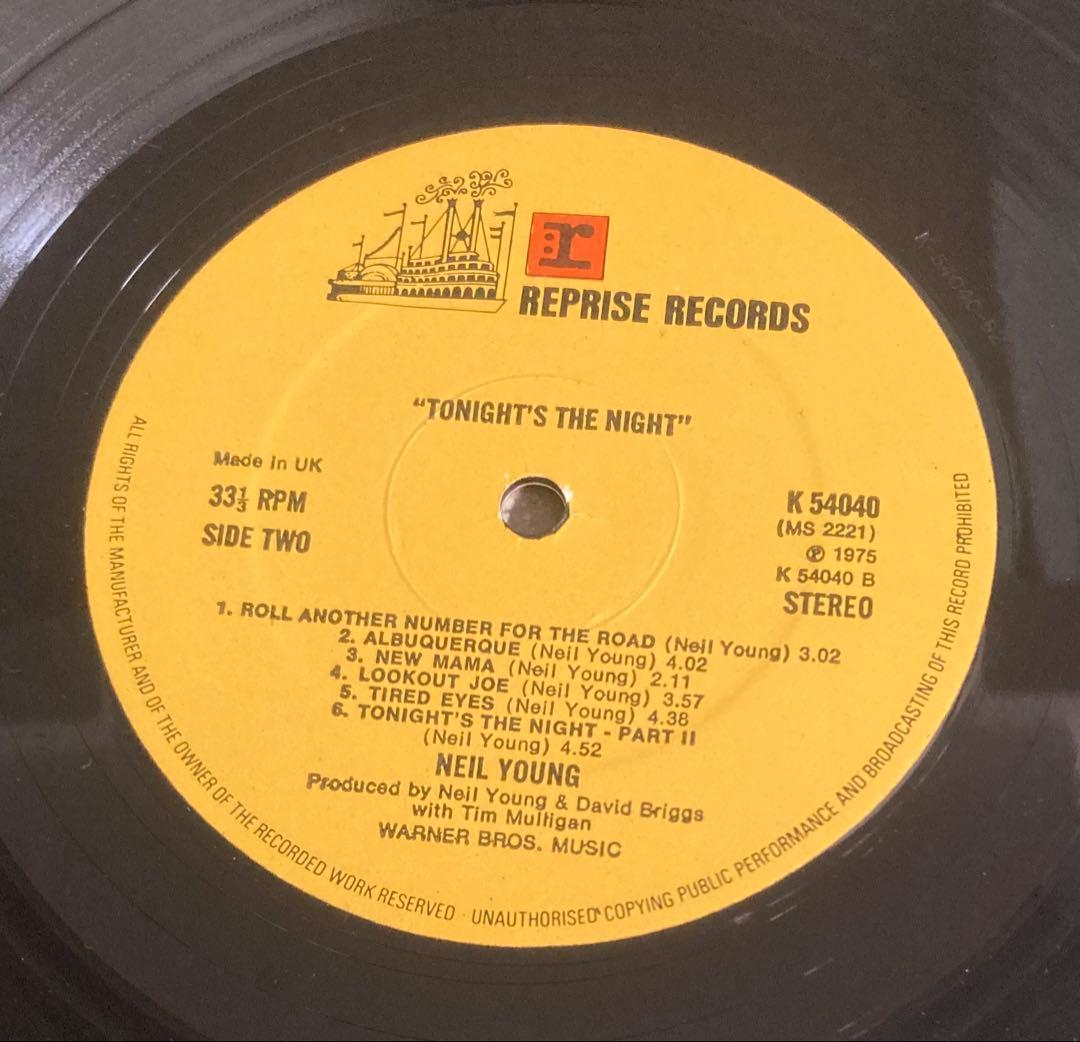 r
REPRISE RECORDS
"TONIGHT'S THE NIGHT"
Made in UK
33⅓ RPM
SIDE TWO
K 54040
(MS 2221)
℗ 1975
K 54040 B
STEREO
1. ROLL ANOTHER NUMBER FOR THE ROAD (Neil Young) 3.02
2. ALBUQUERQUE (Neil Young) 4.02
3. NEW MAMA (Neil Young) 2.11
4. LOOKOUT JOE (Neil Young) 3.57
5. TIRED EYES (Neil Young) 4.38
6. TONIGHT'S THE NIGHT - PART II
(Neil Young) 4.52
NEIL YOUNG
Produced by Neil Young & David Briggs
with Tim Mulligan
WARNER BROS. MUSIC
ALL RIGHTS OF THE MANUFACTURER AND OF THE OWNER OF THE RECORDED WORK RESERVED · UNAUTHORISED COPYING PUBLIC PERFORMANCE AND BROADCASTING OF THIS RECORD PROHIBITED